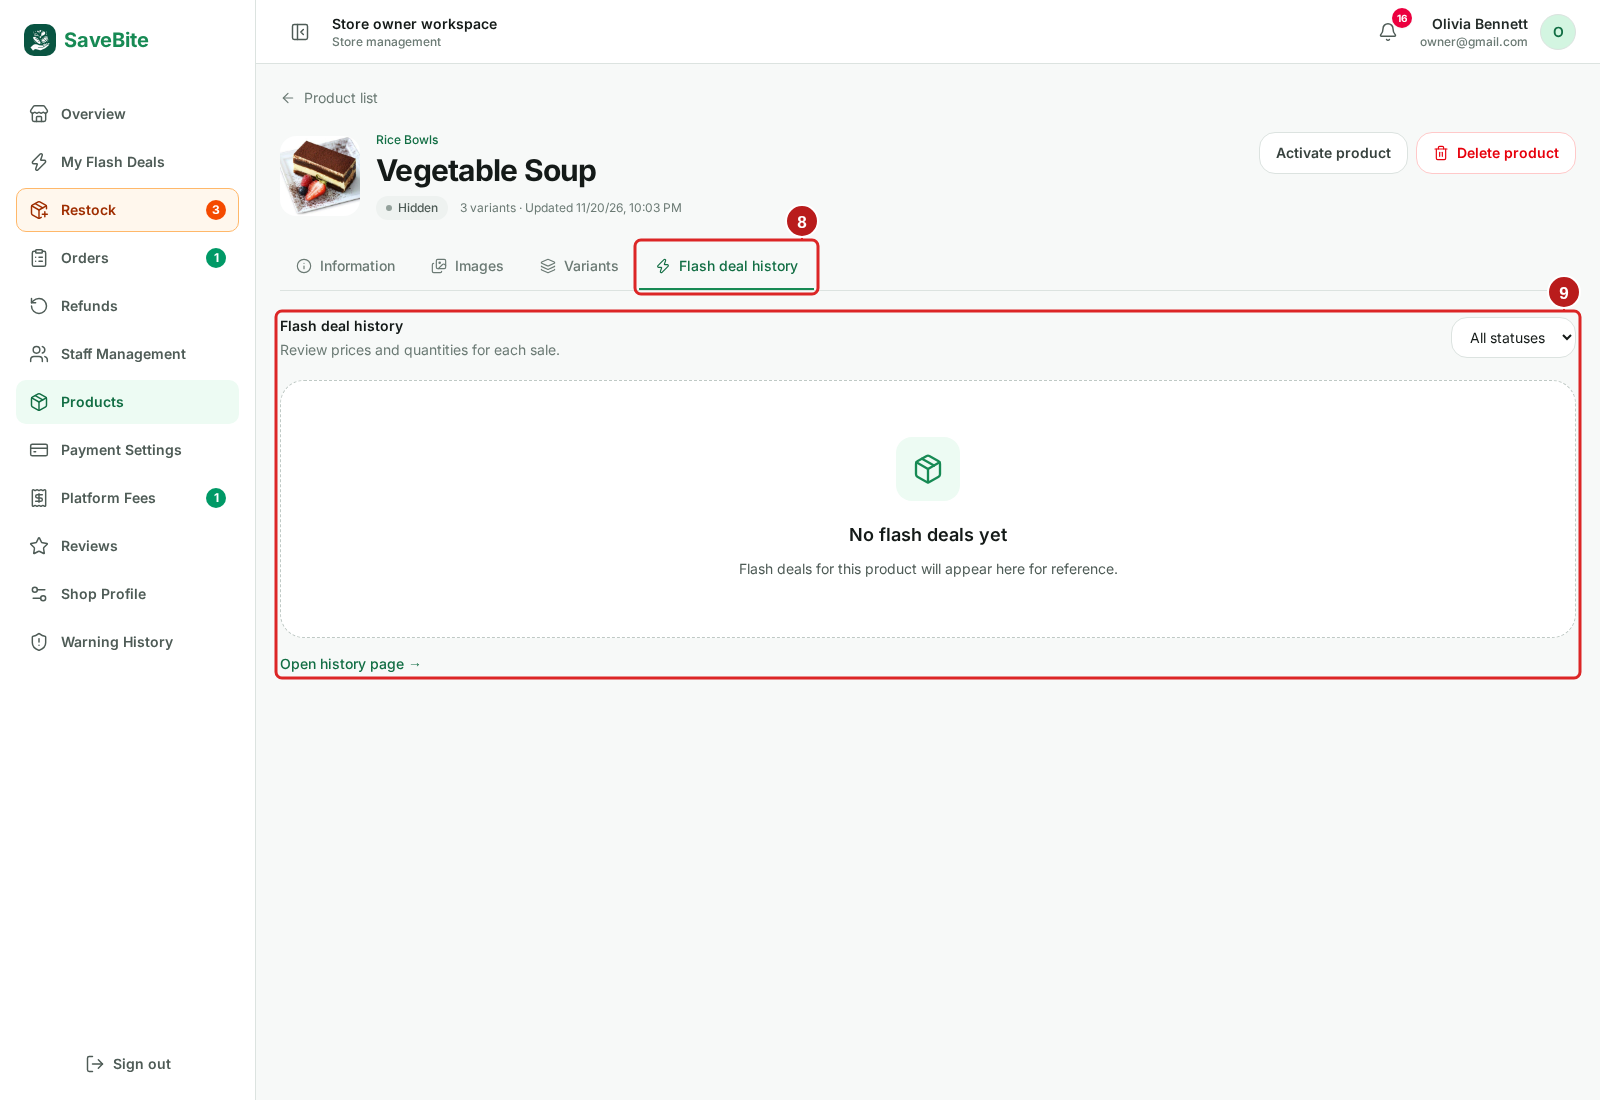 SaveBite
Store owner workspace
Store management
16
Olivia Bennett
owner@gmail.com
O
Overview
My Flash Deals
Restock 3
Orders 1
Refunds
Staff Management
Products
Payment Settings
Platform Fees 1
Reviews
Shop Profile
Warning History
Sign out
Product list
Rice Bowls
Vegetable Soup
Hidden
3 variants · Updated 11/20/26, 10:03 PM
Activate product
Delete product
8
Information
Images
Variants
Flash deal history
9
Flash deal history
Review prices and quantities for each sale.
All statuses
No flash deals yet
Flash deals for this product will appear here for reference.
Open history page →